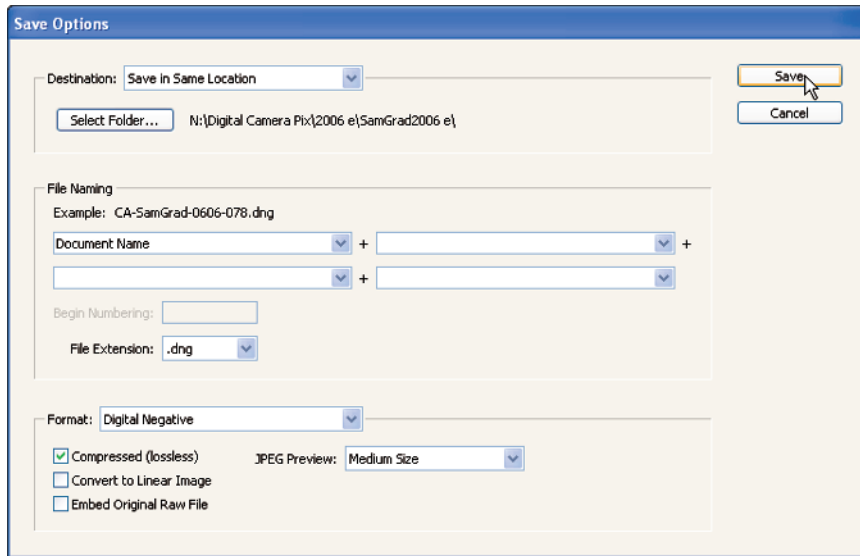 Save Options
Destination: Save in Same Location
Save
Select Folder... N:\Digital Camera Pix\2006 e\SamGrad2006 e\
Cancel
File Naming
Example: CA-SamGrad-0606-078.dng
Document Name + +
+
Begin Numbering:
File Extension: .dng
Format: Digital Negative
Compressed (lossless) JPEG Preview: Medium Size
Convert to Linear Image
Embed Original Raw File